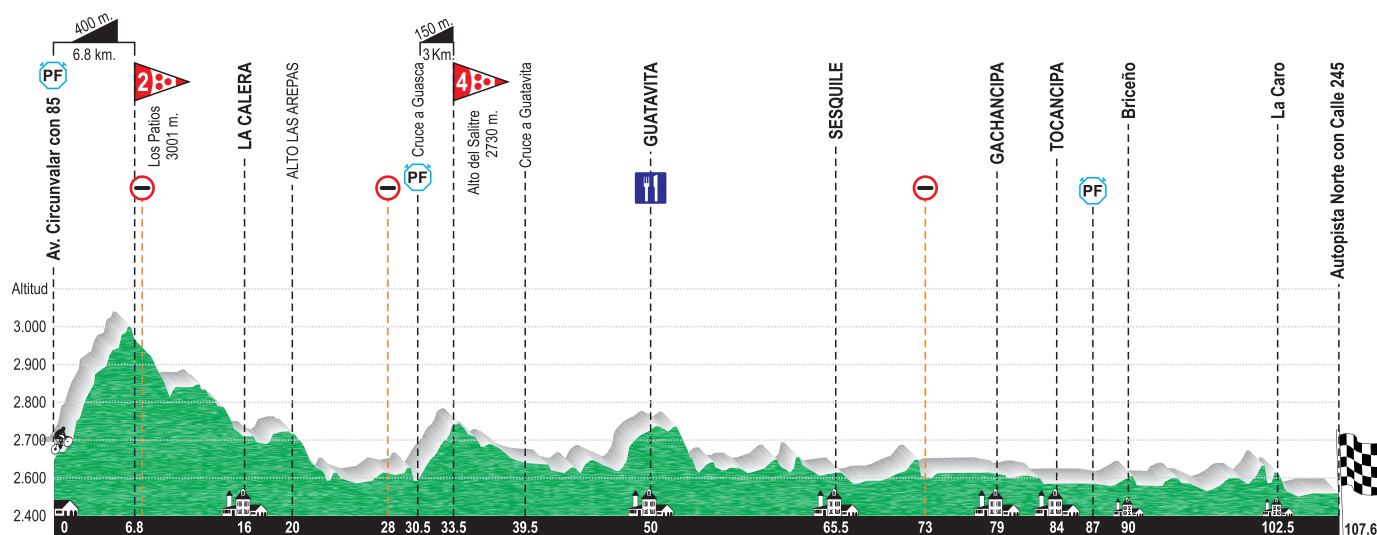 400 m.
6.8 km.
PF
Av. Circunvalar con 85
2
Los Patios
3001 m.
LA CALERA
ALTO LAS AREPAS
150 m.
3Km.
Cruce a Guasca
PF
4
Alto del Salitre
2730 m.
Cruce a Guatavita
GUATAVITA
SESQUILE
GACHANCIPA
TOCANCIPA
PF
Briceño
La Caro
Autopista Norte con Calle 245
Altitud
3.000
2.900
2.800
2.700
2.600
2.400
0 6.8 16 20 28 30.5 33.5 39.5 50 65.5 73 79 84 87 90 102.5 107.6